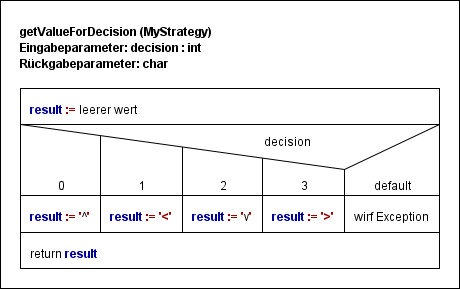 getValueForDecision (MyStrategy)
Eingabeparameter: decision : int
Rückgabeparameter: char
result := leerer wert
decision
0 1 2 3 default
result := '^' result := '<' result := 'v' result := '>' wirf Exception
return result